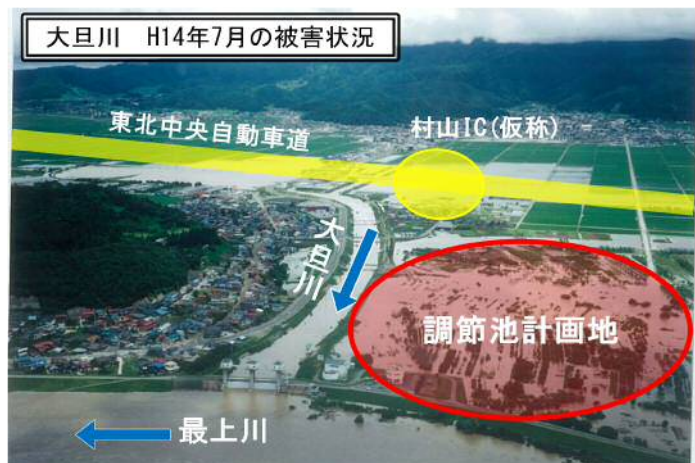 大旦川　H14年7月の被害状況
東北中央自動車道
村山IC(仮称)
大旦川
調節池計画地
最上川